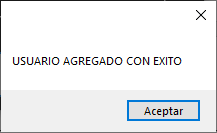 USUARIO AGREGADO CON EXITO
Aceptar